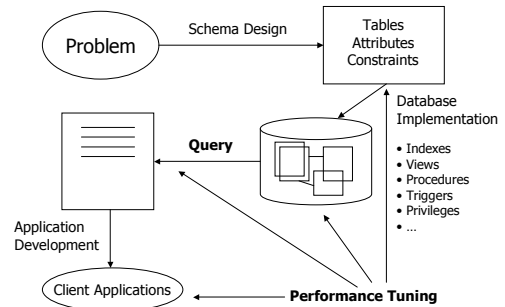 Problem
Schema Design
Tables
Attributes
Constraints
Database
Implementation
• Indexes
• Views
• Procedures
• Triggers
• Privileges
• ...
Query
Application
Development
Client Applications
Performance Tuning